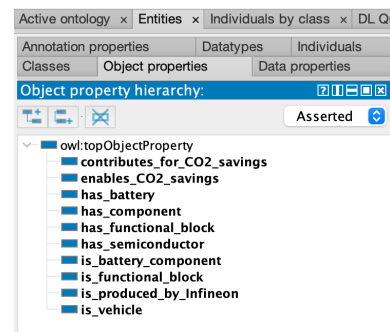 Active ontology × Entities × Individuals by class × DL Q
Annotation properties Datatypes Individuals
Classes Object properties Data properties
Object property hierarchy:
Asserted
owl:topObjectProperty
contributes_for_CO2_savings
enables_CO2_savings
has_battery
has_component
has_functional_block
has_semiconductor
is_battery_component
is_functional_block
is_produced_by_Infineon
is_vehicle